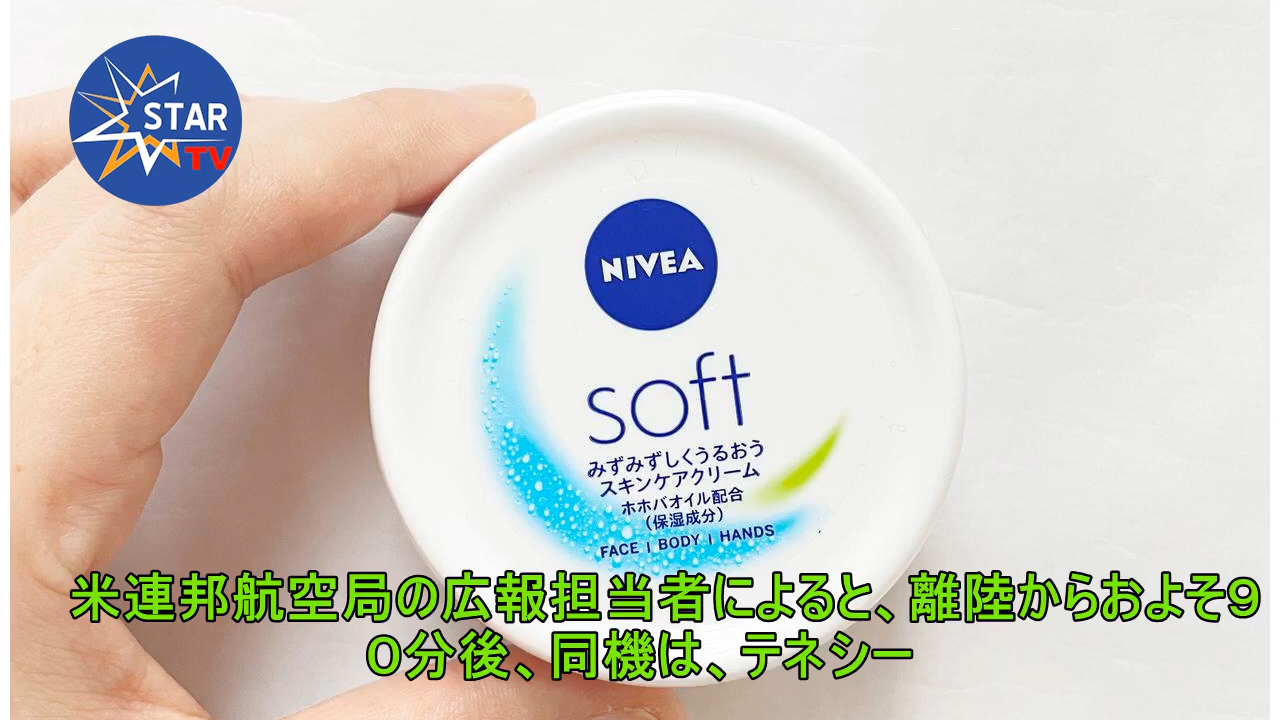 STAR
TV
NIVEA
soft
みずみずしくうるおう
スキンケアクリーム
ホホバオイル配合
(保湿成分)
FACE | BODY | HANDS
米連邦航空局の広報担当者によると、離陸からおよそ9
0分後、同機は、テネシー